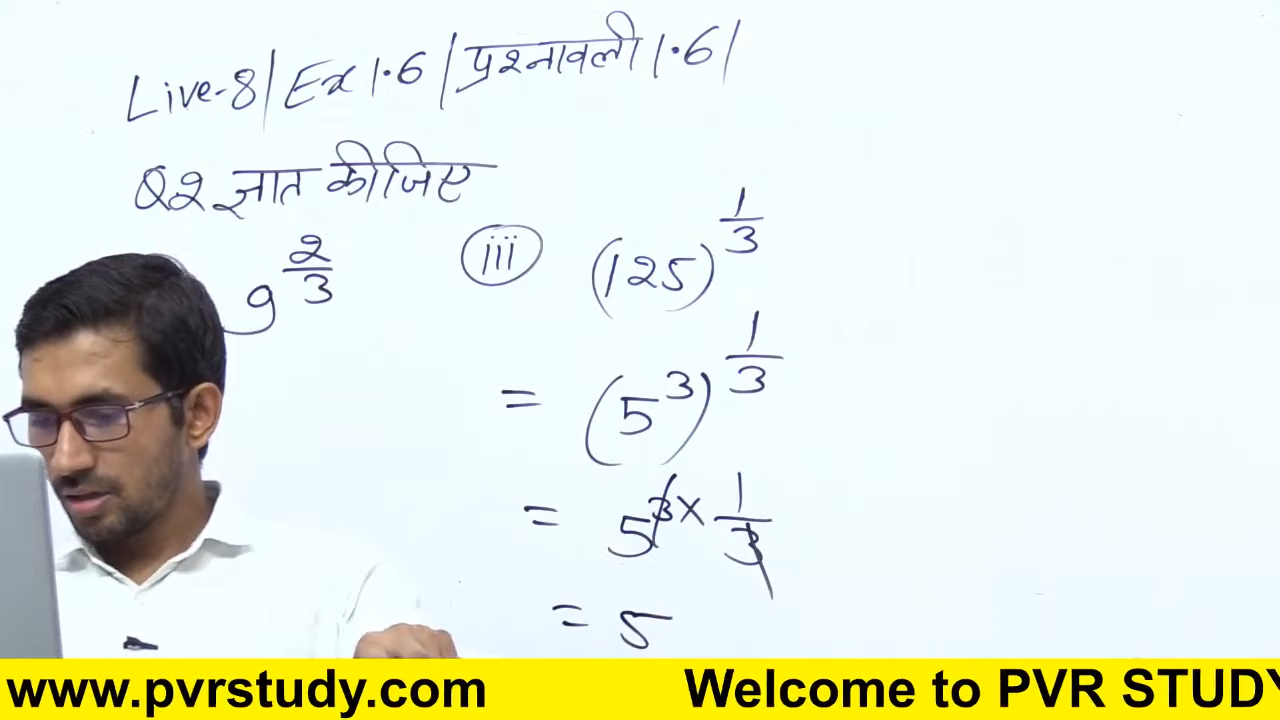 Live-8| Ex 1.6 | प्रश्नावली 1.6|
Q2 ज्ञात कीजिए
9^(2/3)
(iii) (125)^(1/3)
= (5^3)^(1/3)
= 5^(3×1/3)
= 5
www.pvrstudy.com Welcome to PVR STUDY